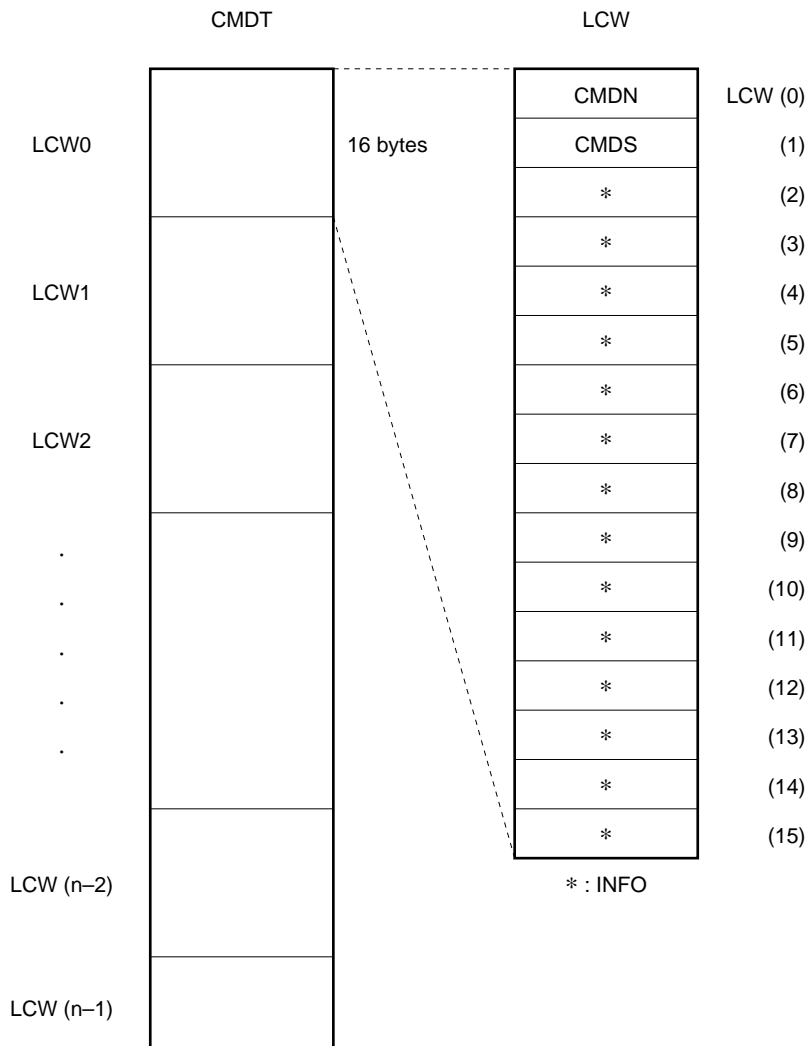 CMDT LCW
CMDN LCW (0)
LCW0 16 bytes CMDS (1)
* (2)
* (3)
LCW1 * (4)
* (5)
* (6)
LCW2 * (7)
* (8)
. * (9)
. * (10)
. * (11)
. * (12)
. * (13)
* (14)
* (15)
LCW (n–2) * : INFO
LCW (n–1)